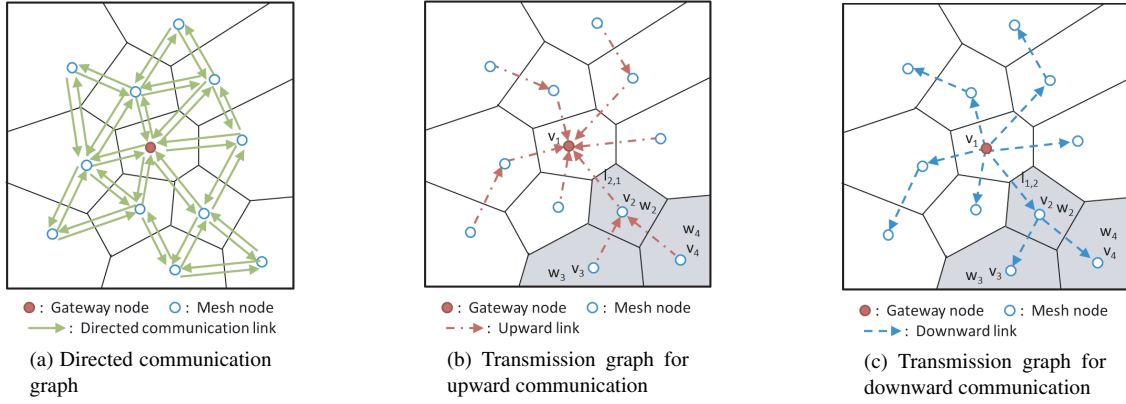 v1
l2,1
v2 w2
w4
v4
w3 v3
v1
l1,2
v2 w2
w4
v4
w3 v3
: Gateway node : Mesh node
: Directed communication link
: Gateway node : Mesh node
: Upward link
: Gateway node : Mesh node
: Downward link
(a) Directed communication
graph
(b) Transmission graph for
upward communication
(c) Transmission graph for
downward communication